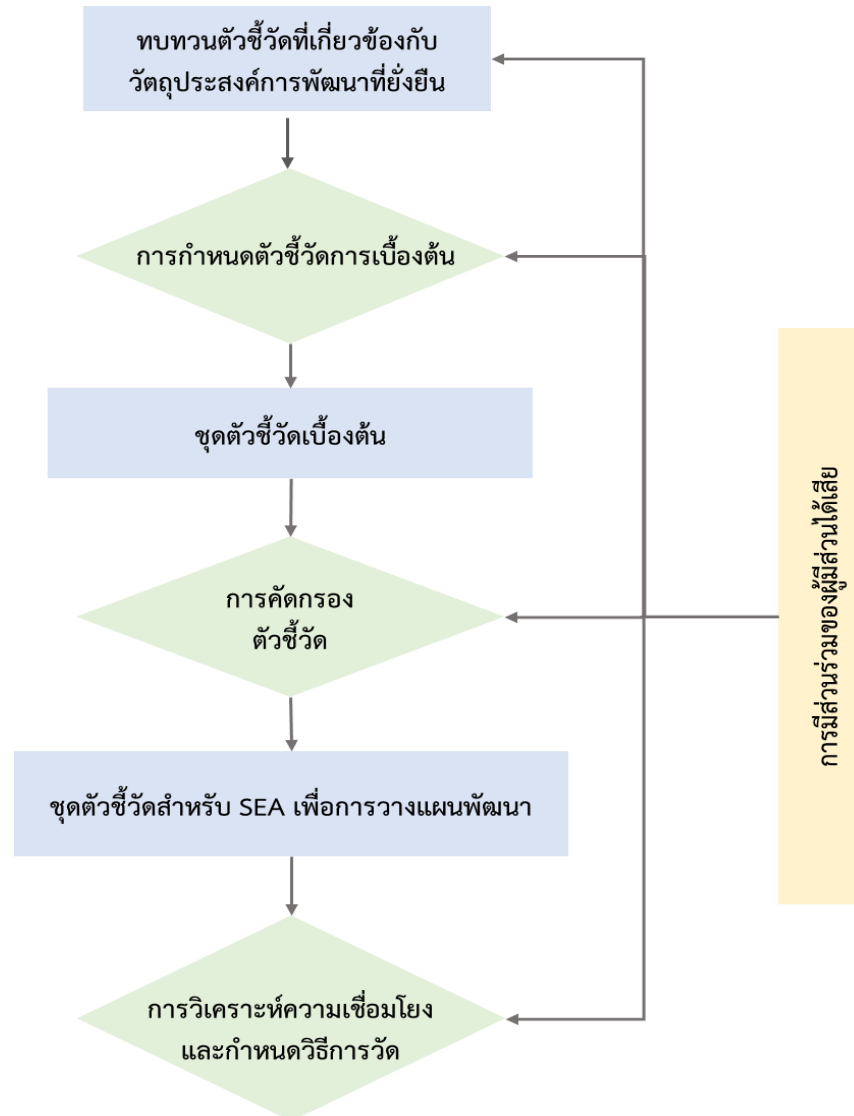 ทบทวนตัวชี้วัดที่เกี่ยวข้องกับ
วัตถุประสงค์การพัฒนาที่ยั่งยืน
การกำหนดตัวชี้วัดการเบื้องต้น
ชุดตัวชี้วัดเบื้องต้น
การคัดกรอง
ตัวชี้วัด
ชุดตัวชี้วัดสำหรับ SEA เพื่อการวางแผนพัฒนา
การวิเคราะห์ความเชื่อมโยง
และกำหนดวิธีการวัด
การมีส่วนร่วมของผู้มีส่วนได้เสีย